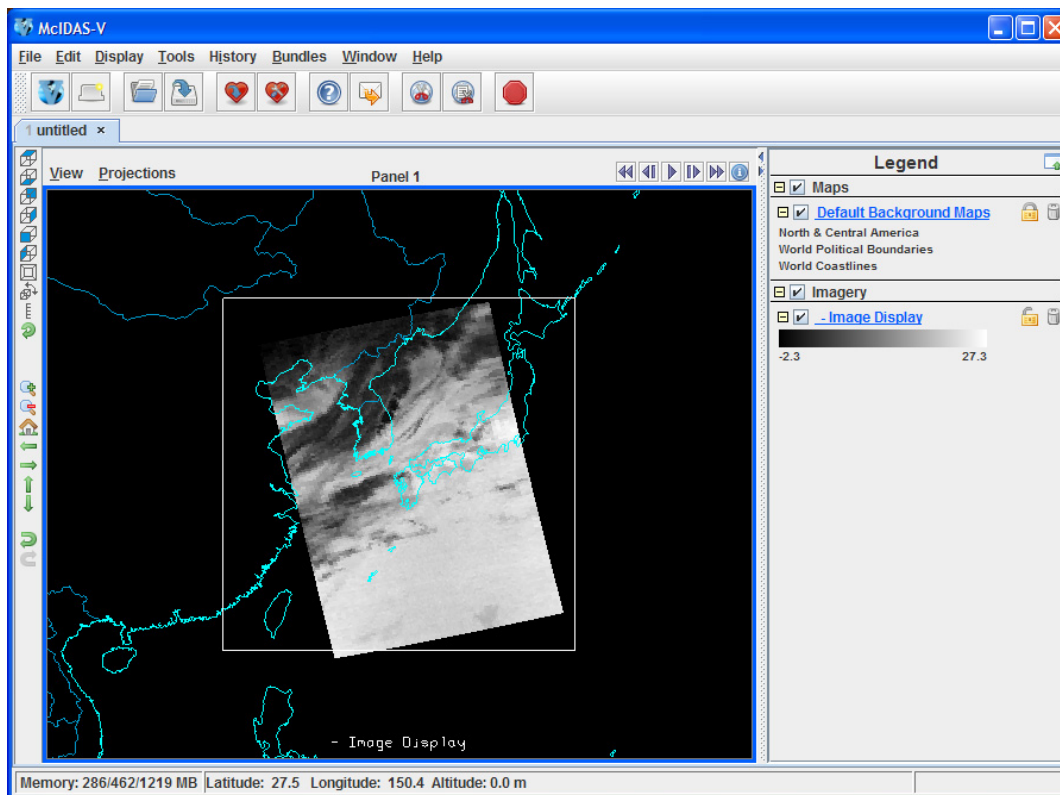 McIDAS-V
File Edit Display Tools History Bundles Window Help
1 untitled ×
View Projections Panel 1
Legend
Maps
Default Background Maps
North & Central America
World Political Boundaries
World Coastlines
Imagery
- Image Display
-2.3 27.3
- Image Display
Memory: 286/462/1219 MB Latitude: 27.5 Longitude: 150.4 Altitude: 0.0 m